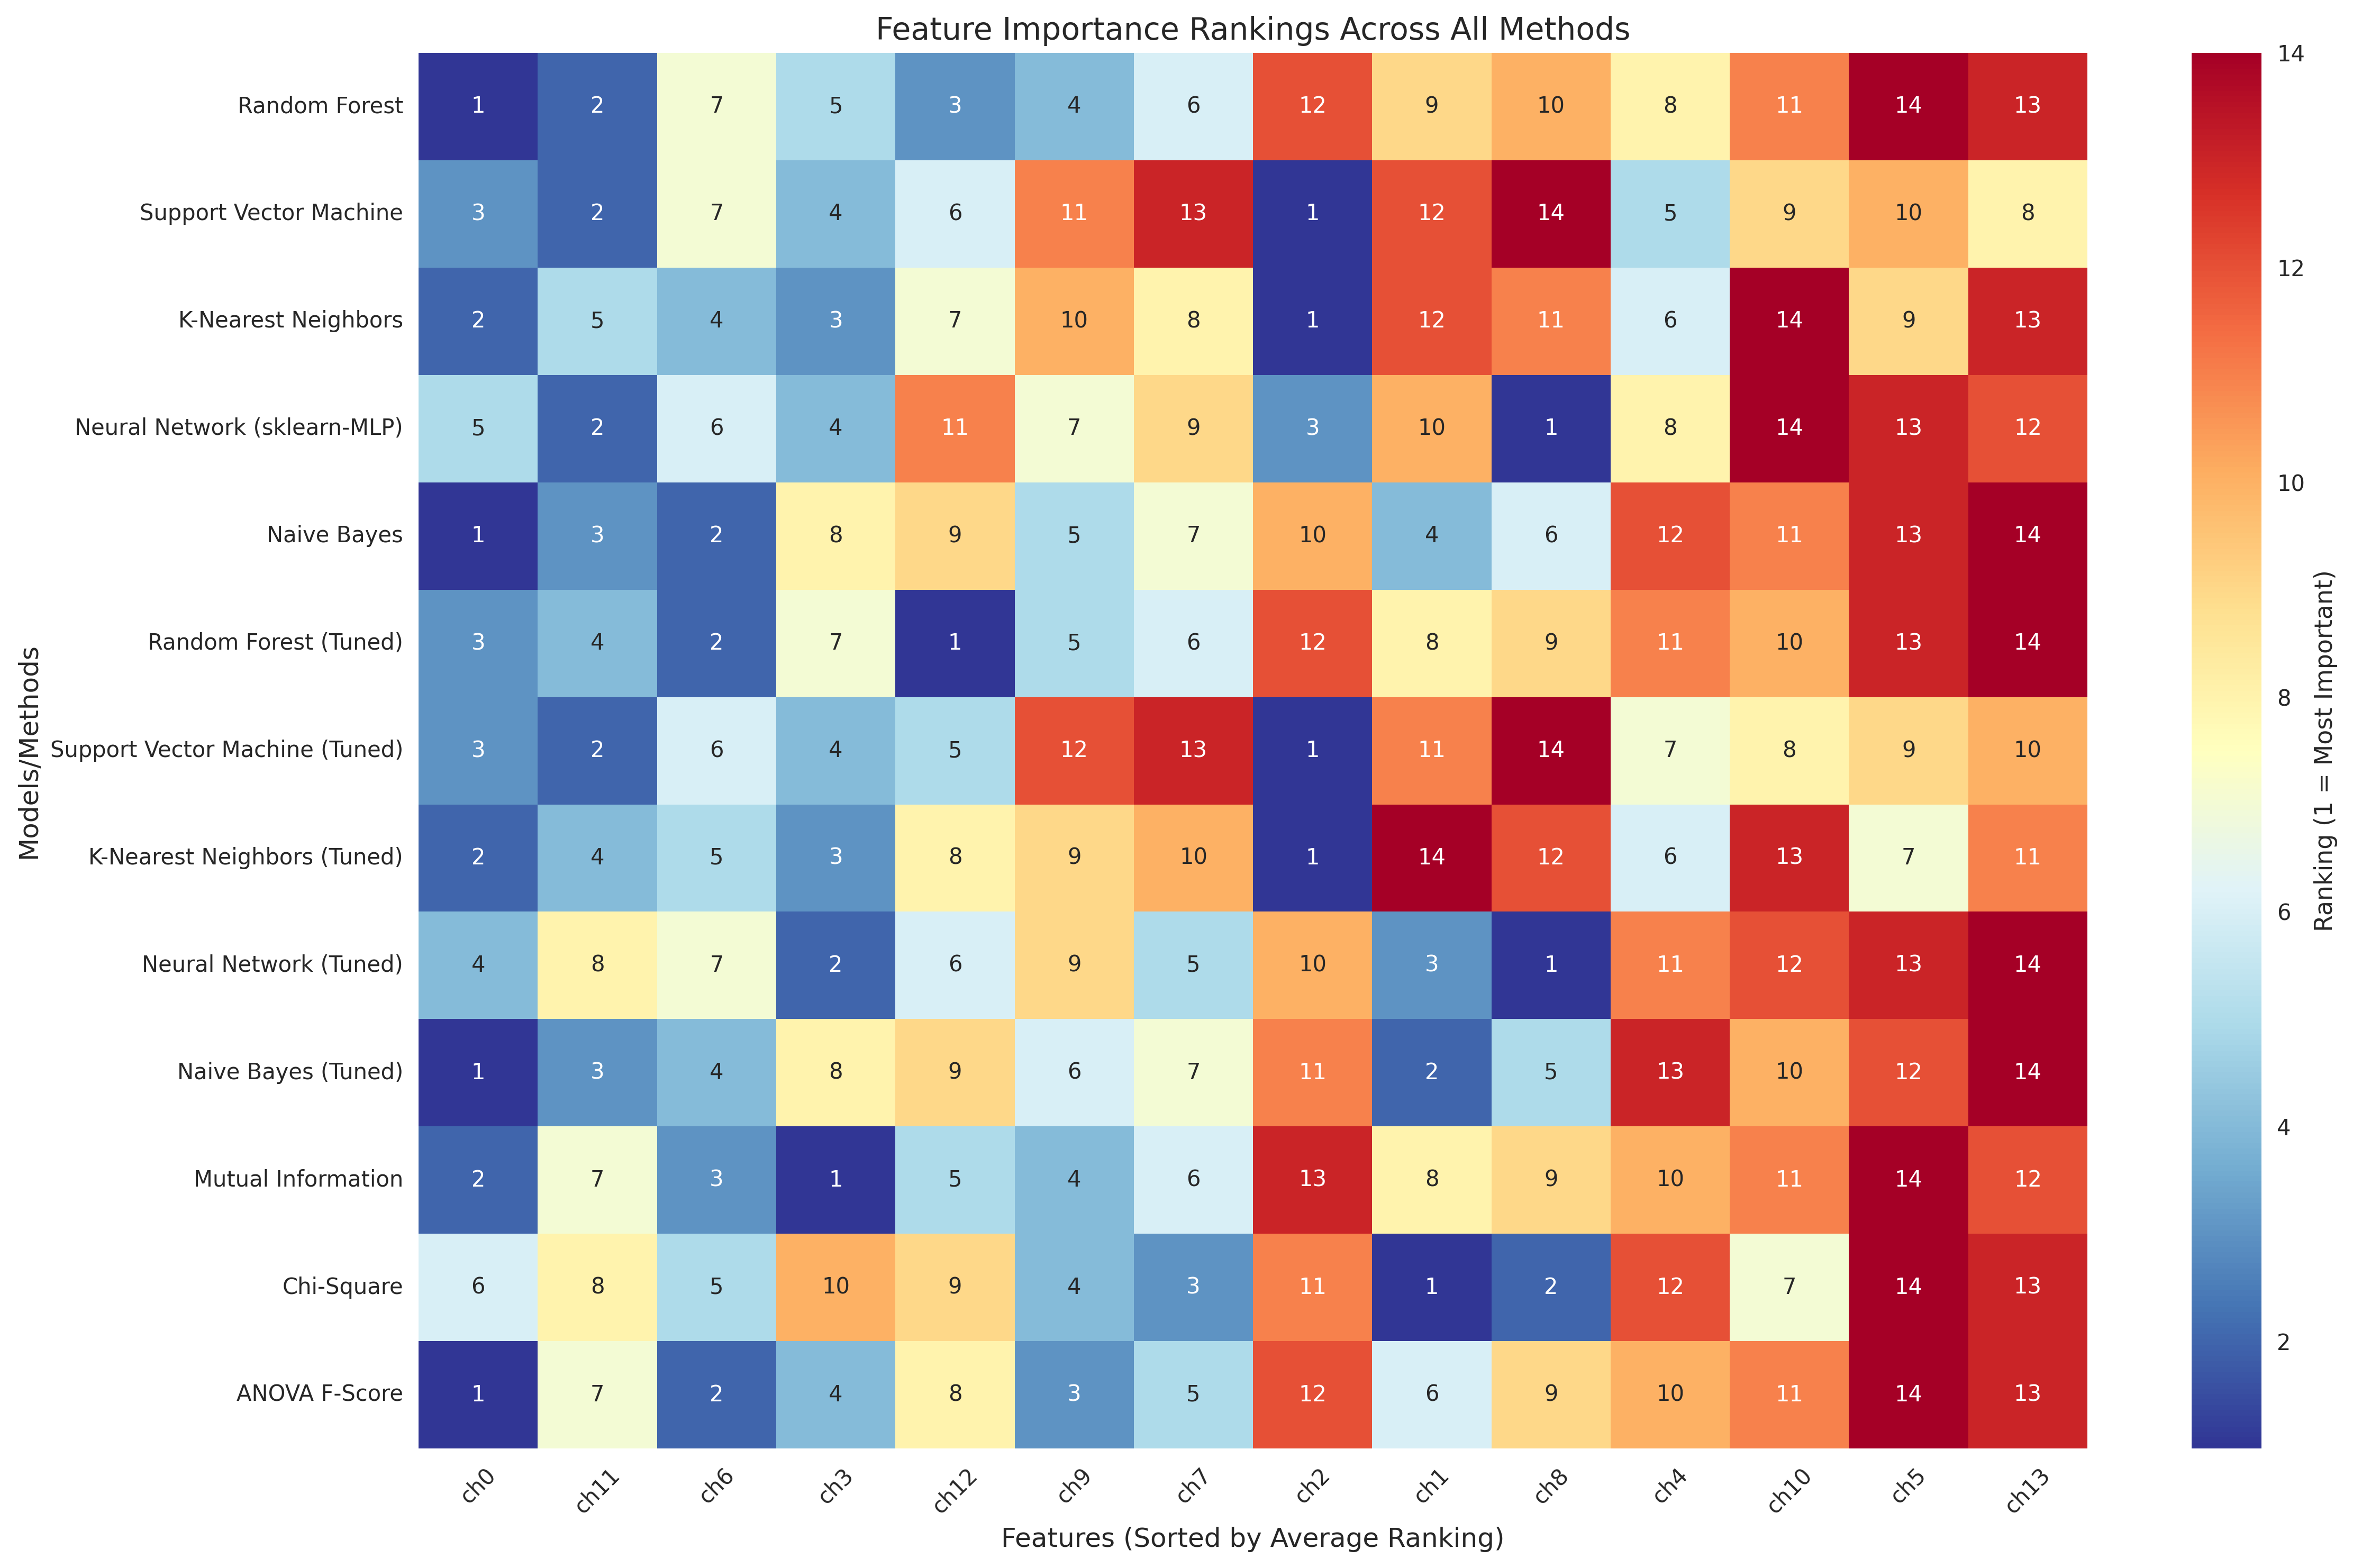 Feature Importance Rankings Across All Methods
Random Forest 1 2 7 5 3 4 6 12 9 10 8 11 14 13
Support Vector Machine 3 2 7 4 6 11 13 1 12 14 5 9 10 8
K-Nearest Neighbors 2 5 4 3 7 10 8 1 12 11 6 14 9 13
Neural Network (sklearn-MLP) 5 2 6 4 11 7 9 3 10 1 8 14 13 12
Naive Bayes 1 3 2 8 9 5 7 10 4 6 12 11 13 14
Random Forest (Tuned) 3 4 2 7 1 5 6 12 8 9 11 10 13 14
Support Vector Machine (Tuned) 3 2 6 4 5 12 13 1 11 14 7 8 9 10
K-Nearest Neighbors (Tuned) 2 4 5 3 8 9 10 1 14 12 6 13 7 11
Neural Network (Tuned) 4 8 7 2 6 9 5 10 3 1 11 12 13 14
Naive Bayes (Tuned) 1 3 4 8 9 6 7 11 2 5 13 10 12 14
Mutual Information 2 7 3 1 5 4 6 13 8 9 10 11 14 12
Chi-Square 6 8 5 10 9 4 3 11 1 2 12 7 14 13
ANOVA F-Score 1 7 2 4 8 3 5 12 6 9 10 11 14 13
ch0 ch11 ch6 ch3 ch12 ch9 ch7 ch2 ch1 ch8 ch4 ch10 ch5 ch13
Features (Sorted by Average Ranking)
Models/Methods
14
12
10
8
6
4
2
Ranking (1 = Most Important)